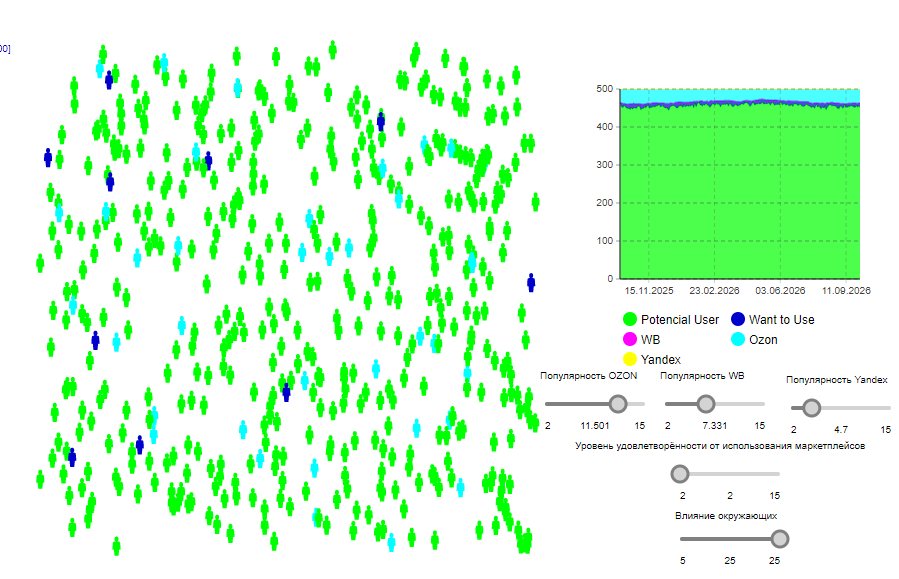 00]
500
400
300
200
100
0
15.11.2025 23.02.2026 03.06.2026 11.09.2026
Potencial User Want to Use
WB Ozon
Yandex
Популярность OZON Популярность WB Популярность Yandex
2 11.501 15 2 7.331 15 2 4.7 15
Уровень удовлетворённости от использования маркетплейсов
2 2 15
Влияние окружающих
5 25 25